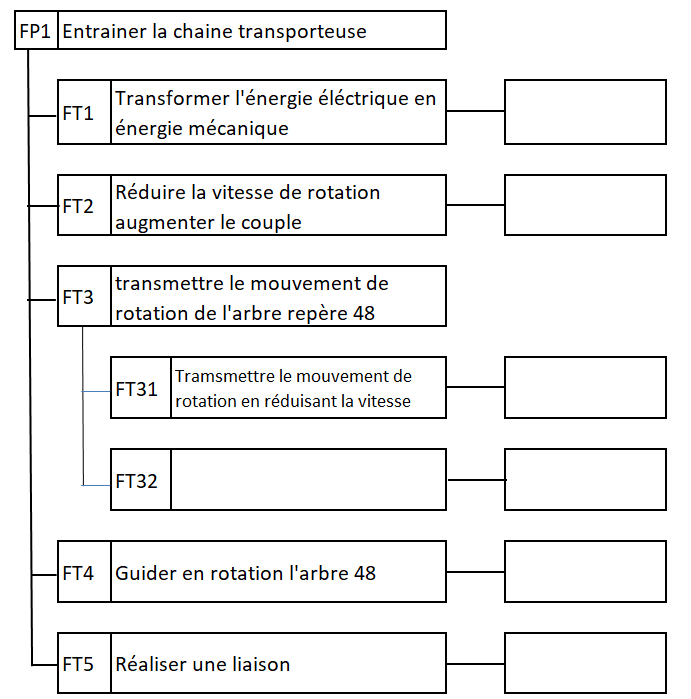 FP1 Entrainer la chaine transporteuse
FT1 Transformer l'énergie éléctrique en
énergie mécanique
FT2 Réduire la vitesse de rotation
augmenter le couple
FT3 transmettre le mouvement de
rotation de l'arbre repère 48
FT31 Tramsmettre le mouvement de
rotation en réduisant la vitesse
FT32
FT4 Guider en rotation l'arbre 48
FT5 Réaliser une liaison